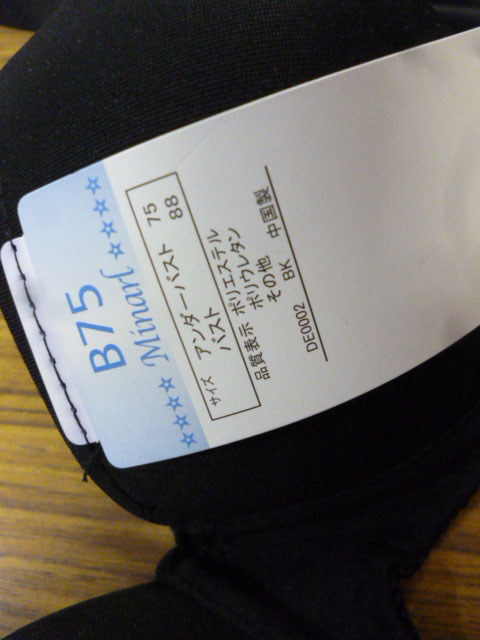 B75
☆☆☆☆ Minarl ☆☆☆☆
サイズ
アンダーバスト 75
バスト 88
品質表示 ポリエステル
ポリウレタン
その他 中国製
BK
DE0002